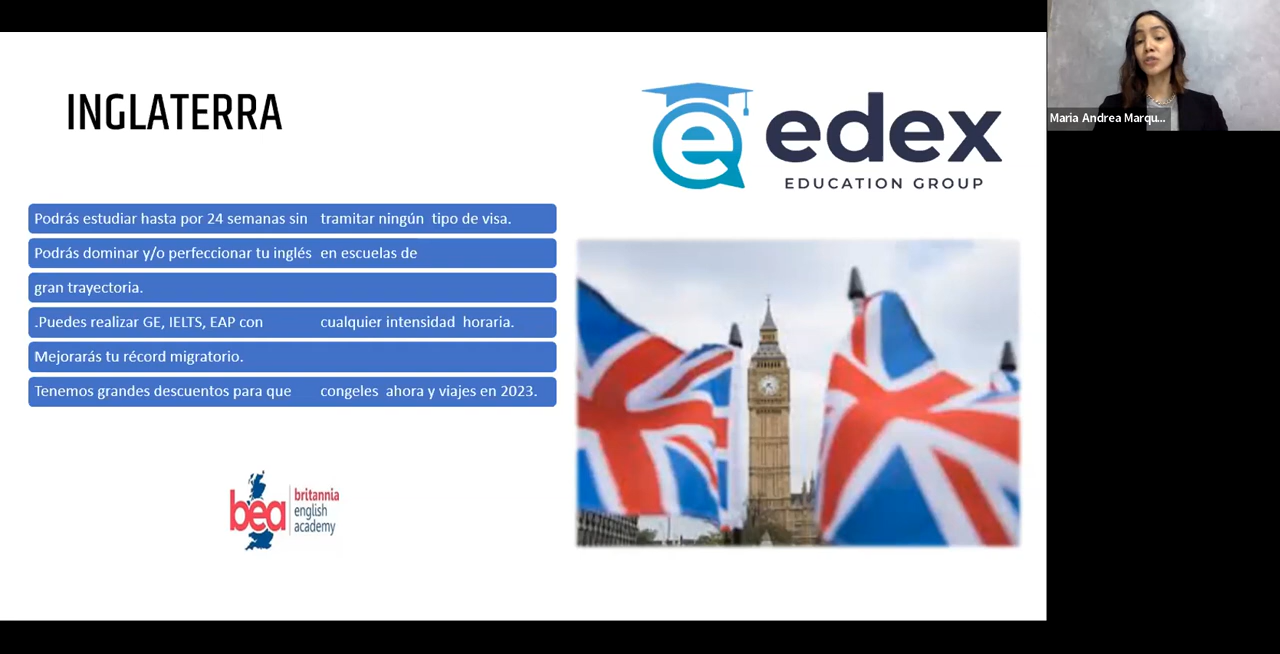 INGLATERRA
e edex
EDUCATION GROUP
Podrás estudiar hasta por 24 semanas sin tramitar ningún tipo de visa.
Podrás dominar y/o perfeccionar tu inglés en escuelas de
gran trayectoria.
.Puedes realizar GE, IELTS, EAP con cualquier intensidad horaria.
Mejorarás tu récord migratorio.
Tenemos grandes descuentos para que congeles ahora y viajes en 2023.
bea
britannia
english
academy
Maria Andrea Marqu...